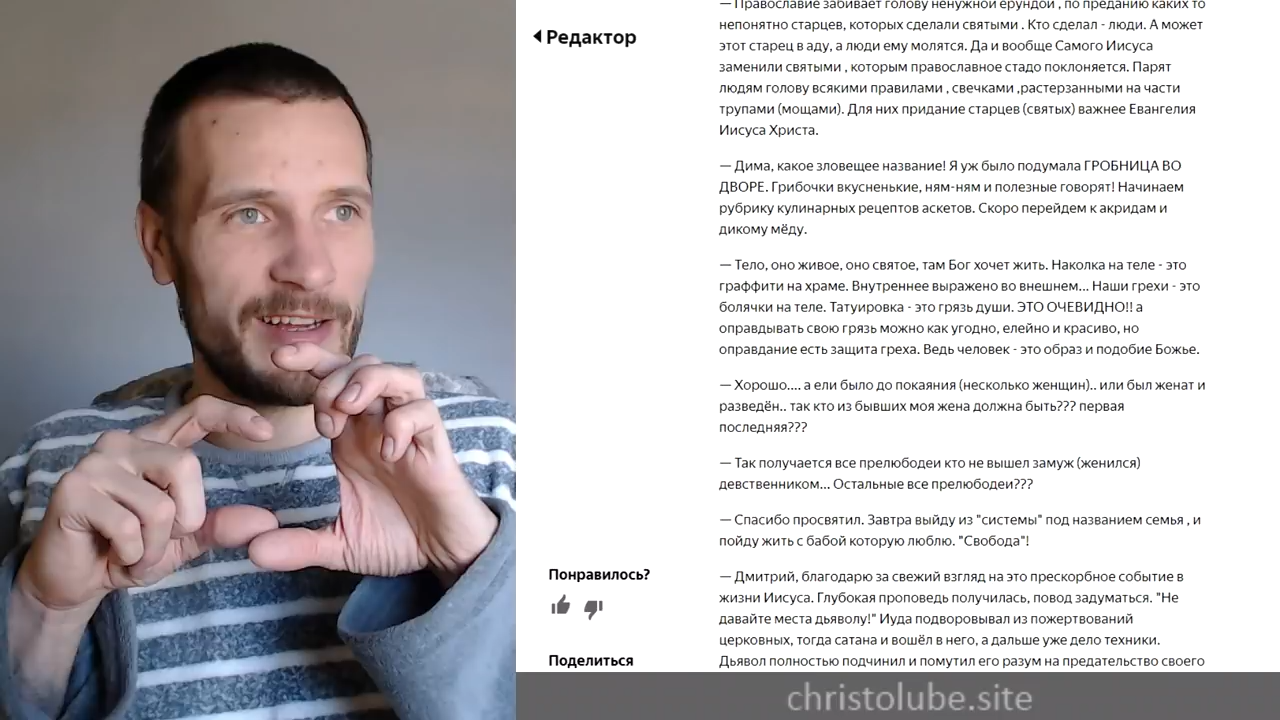 — Православие забивает голову ненужной ерундой , по преданию каких то
непонятно старцев, которых сделали святыми . Кто сделал - люди. А может
этот старец в аду, а люди ему молятся. Да и вообще Самого Иисуса
заменили святыми , которым православное стадо поклоняется. Парят
людям голову всякими правилами , свечками ,растерзанными на части
трупами (мощами). Для них придание старцев (святых) важнее Евангелия
Иисуса Христа.
— Дима, какое зловещее название! Я уж было подумала ГРОБНИЦА ВО
ДВОРЕ. Грибочки вкусненькие, ням-ням и полезные говорят! Начинаем
рубрику кулинарных рецептов аскетов. Скоро перейдем к акридам и
дикому мёду.
— Тело, оно живое, оно святое, там Бог хочет жить. Наколка на теле - это
граффити на храме. Внутреннее выражено во внешнем... Наши грехи - это
болячки на теле. Татуировка - это грязь души. ЭТО ОЧЕВИДНО!! а
оправдывать свою грязь можно как угодно, елейно и красиво, но
оправдание есть защита греха. Ведь человек - это образ и подобие Божье.
— Хорошо.... а ели было до покаяния (несколько женщин).. или был женат и
разведён.. так кто из бывших моя жена должна быть??? первая
последняя???
— Так получается все прелюбодеи кто не вышел замуж (женился)
девственником... Остальные все прелюбодеи???
— Спасибо просвятил. Завтра выйду из "системы" под названием семья , и
пойду жить с бабой которую люблю. "Свобода"!
— Дмитрий, благодарю за свежий взгляд на это прескорбное событие в
жизни Иисуса. Глубокая проповедь получилась, повод задуматься. "Не
давайте места дьяволу!" Иуда подворовывал из пожертвований
церковных, тогда сатана и вошёл в него, а дальше уже дело техники.
Дьявол полностью подчинил и помутил его разум на предательство своего
Редактор
Понравилось?
Поделиться
christolube.site